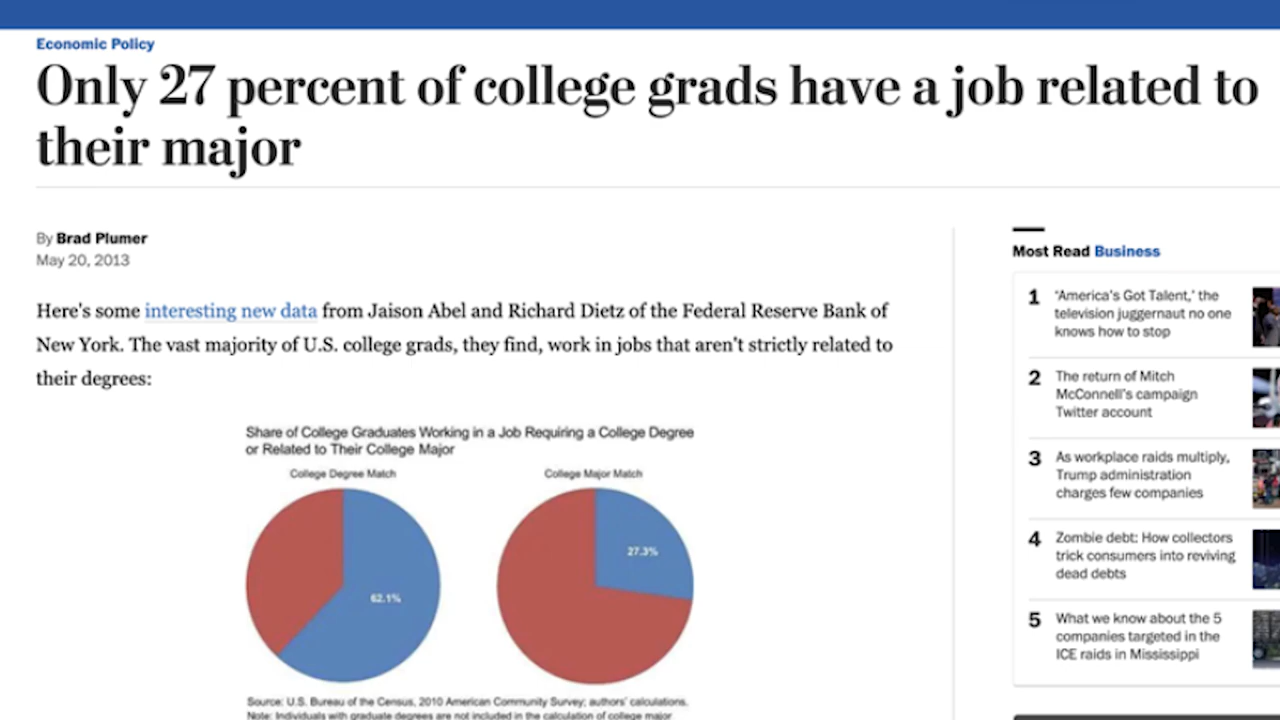 Economic Policy
Only 27 percent of college grads have a job related to
their major
By Brad Plumer
May 20, 2013
Here's some interesting new data from Jaison Abel and Richard Dietz of the Federal Reserve Bank of
New York. The vast majority of U.S. college grads, they find, work in jobs that aren't strictly related to
their degrees:
Share of College Graduates Working in a Job Requiring a College Degree
or Related to Their College Major
College Degree Match
College Major Match
62.1%
27.3%
Source: U.S. Bureau of the Census, 2010 American Community Survey; authors' calculations.
Note: Individuals with graduate degrees are not included in the calculation of college major
Most Read Business
1 'America's Got Talent,' the
television juggernaut no one
knows how to stop
2 The return of Mitch
McConnell's campaign
Twitter account
3 As workplace raids multiply,
Trump administration
charges few companies
4 Zombie debt: How collectors
trick consumers into reviving
dead debts
5 What we know about the 5
companies targeted in the
ICE raids in Mississippi